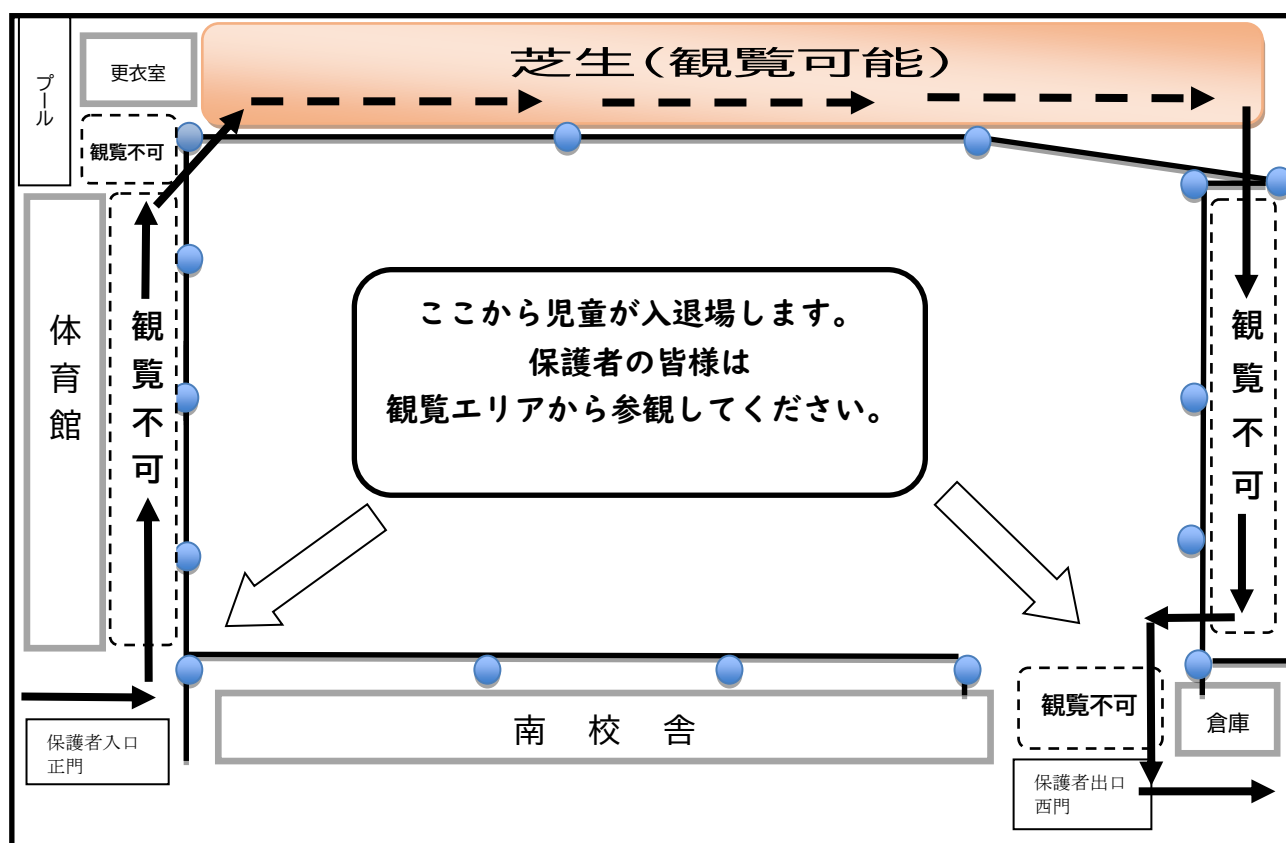 プール
更衣室
芝生(観覧可能)
観覧不可
体育館
観覧不可
ここから児童が入退場します。
保護者の皆様は
観覧エリアから参観してください。
観覧不可
保護者入口
正門
南校舎
観覧不可
倉庫
保護者出口
西門